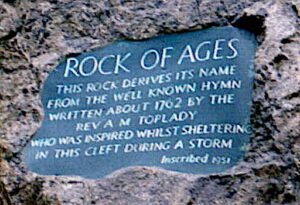 ROCK OF AGES
THIS ROCK DERIVES ITS NAME
FROM THE WELL KNOWN HYMN
WRITTEN ABOUT 1762 BY THE
REV A M TOPLADY
WHO WAS INSPIRED WHILST SHELTERING
IN THIS CLEFT DURING A STORM
Inscribed 1951